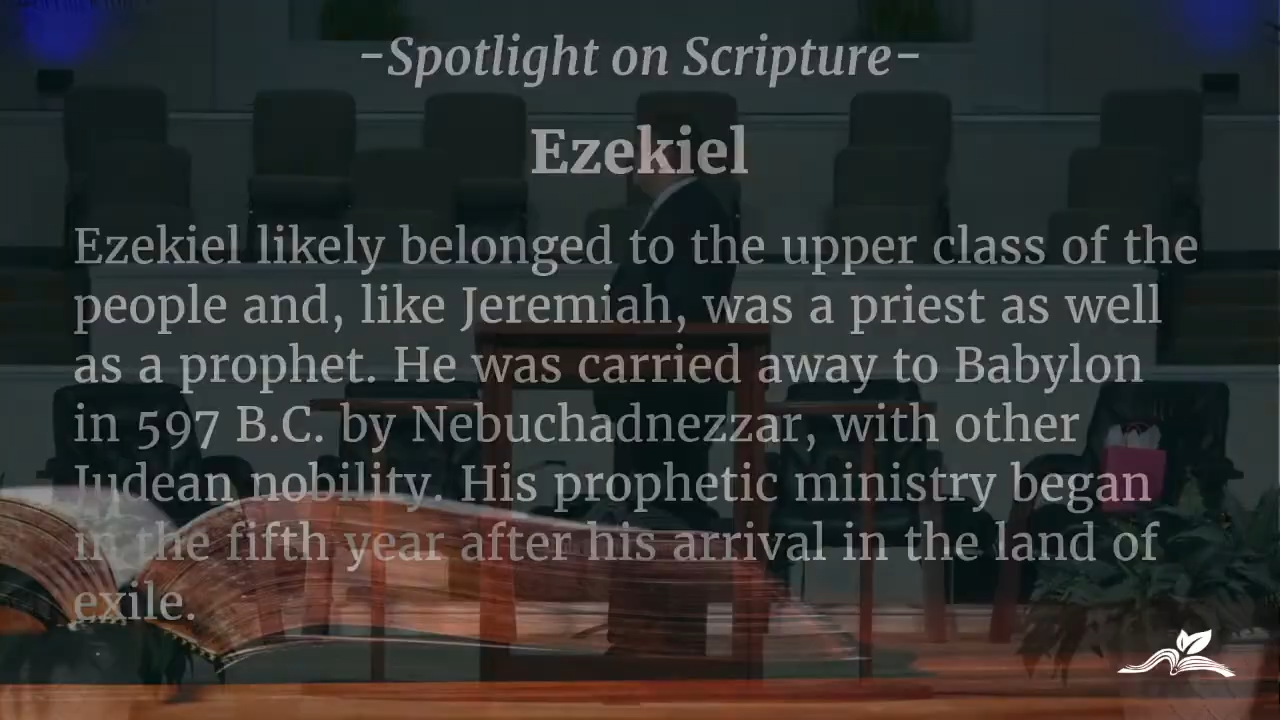 -Spotlight on Scripture-
Ezekiel
Ezekiel likely belonged to the upper class of the
people and, like Jeremiah, was a priest as well
as a prophet. He was carried away to Babylon
in 597 B.C. by Nebuchadnezzar, with other
Judean nobility. His prophetic ministry began
in the fifth year after his arrival in the land of
exile.